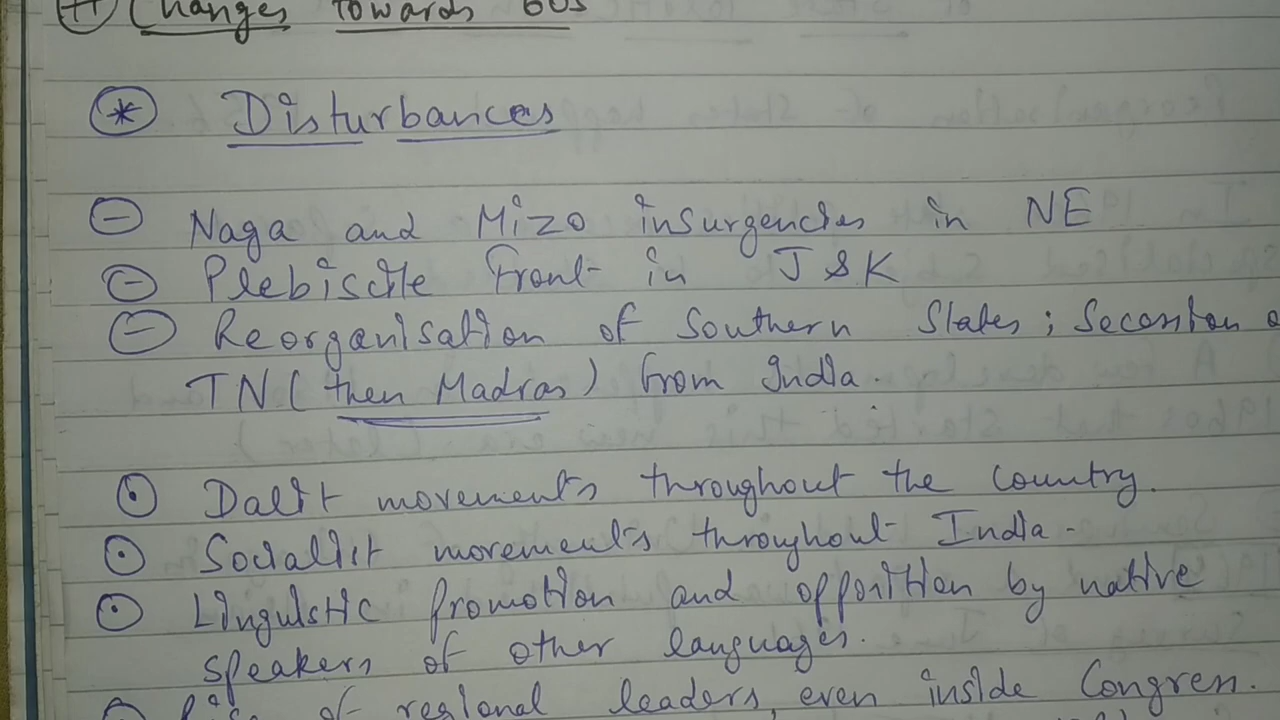 Changes towards 60s
* Disturbances
- Naga and Mizo insurgencies in NE
- Plebiscite Front in J & K
- Reorganisation of Southern States; Secession o
TN (then Madras) from India.
• Dalit movements throughout the country.
• Socialist movements throughout India -
• Linguistic promotion and opposition by native
speakers of other languages.
of regional leaders, even inside Congress.